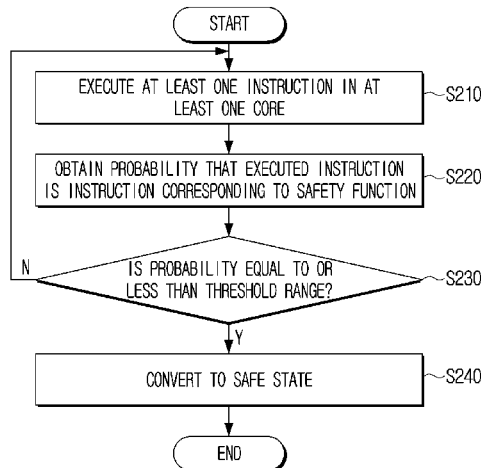 START
EXECUTE AT LEAST ONE INSTRUCTION IN AT
LEAST ONE CORE
S210
OBTAIN PROBABILITY THAT EXECUTED INSTRUCTION
IS INSTRUCTION CORRESPONDING TO SAFETY FUNCTION
S220
N
IS PROBABILITY EQUAL TO OR
LESS THAN THRESHOLD RANGE?
S230
Y
CONVERT TO SAFE STATE
S240
END